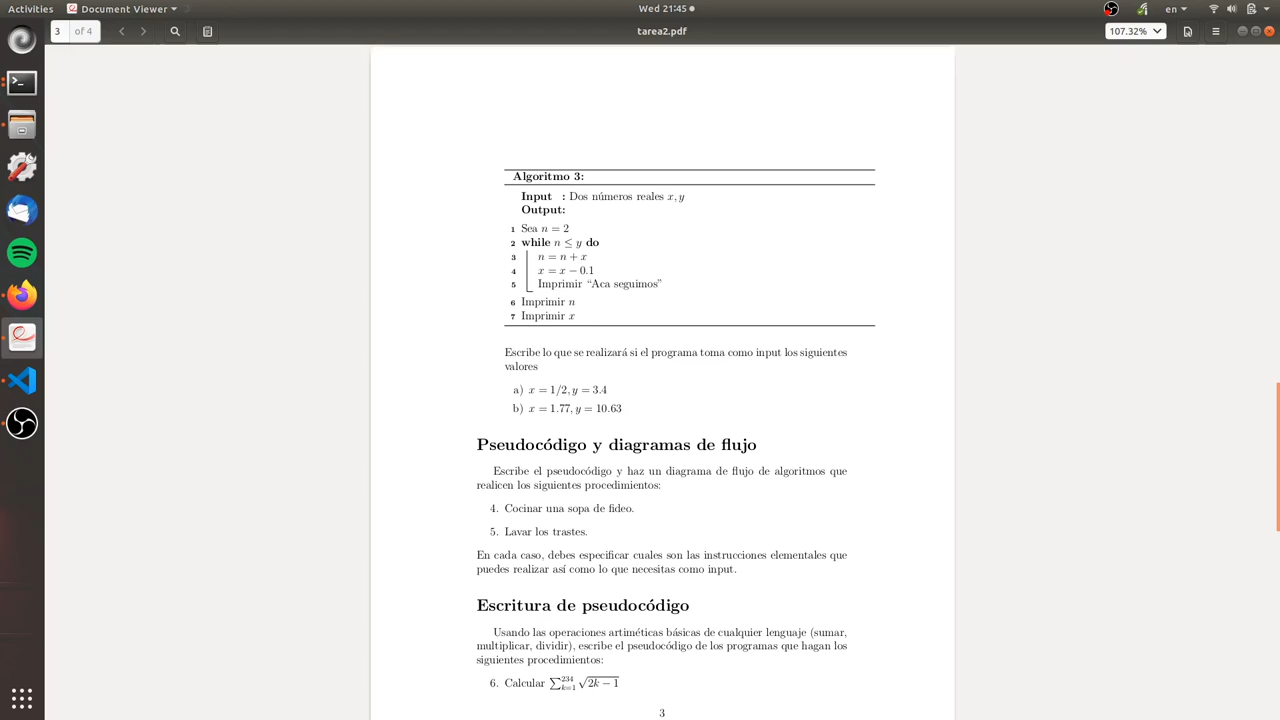 Activities Document Viewer Wed 21:45 en
3 of 4 tarea2.pdf 107.32%
Algoritmo 3:
Input : Dos números reales x, y
Output:
1 Sea n = 2
2 while n ≤ y do
3 n = n + x
4 x = x − 0.1
5 Imprimir “Aca seguimos”
6 Imprimir n
7 Imprimir x
Escribe lo que se realizará si el programa toma como input los siguientes
valores
a) x = 1/2, y = 3.4
b) x = 1.77, y = 10.63
Pseudocódigo y diagramas de flujo
Escribe el pseudocódigo y haz un diagrama de flujo de algoritmos que
realicen los siguientes procedimientos:
4. Cocinar una sopa de fideo.
5. Lavar los trastes.
En cada caso, debes especificar cuales son las instrucciones elementales que
puedes realizar así como lo que necesitas como input.
Escritura de pseudocódigo
Usando las operaciones artiméticas básicas de cualquier lenguaje (sumar,
multiplicar, dividir), escribe el pseudocódigo de los programas que hagan los
siguientes procedimientos:
6. Calcular ∑_{k=1}^{234} √(2k − 1)
3